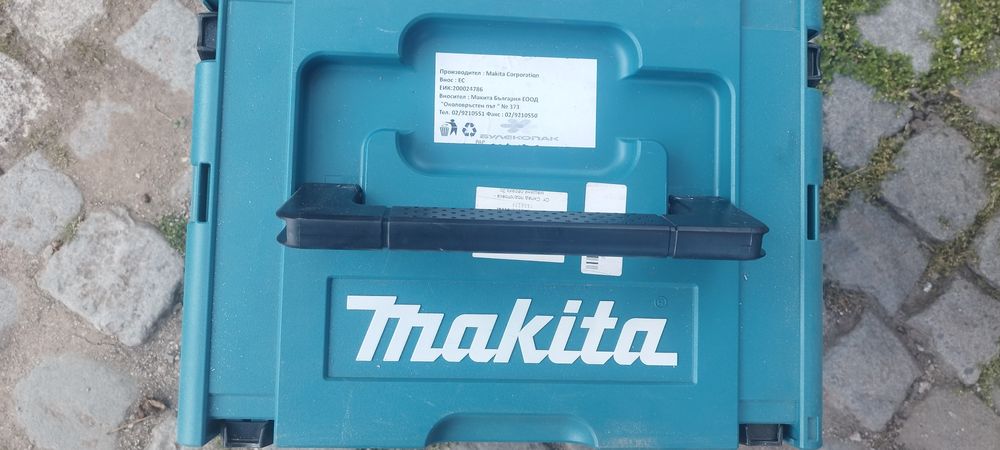 Производител : Makita Corporation
Внос : ЕС
ЕИК:200024786
Вносител : Макита България ЕООД
"Околовръстен път " № 373
Тел. 02/9210551 Факс : 02/9210550
БУЛЕКОПАК
makita